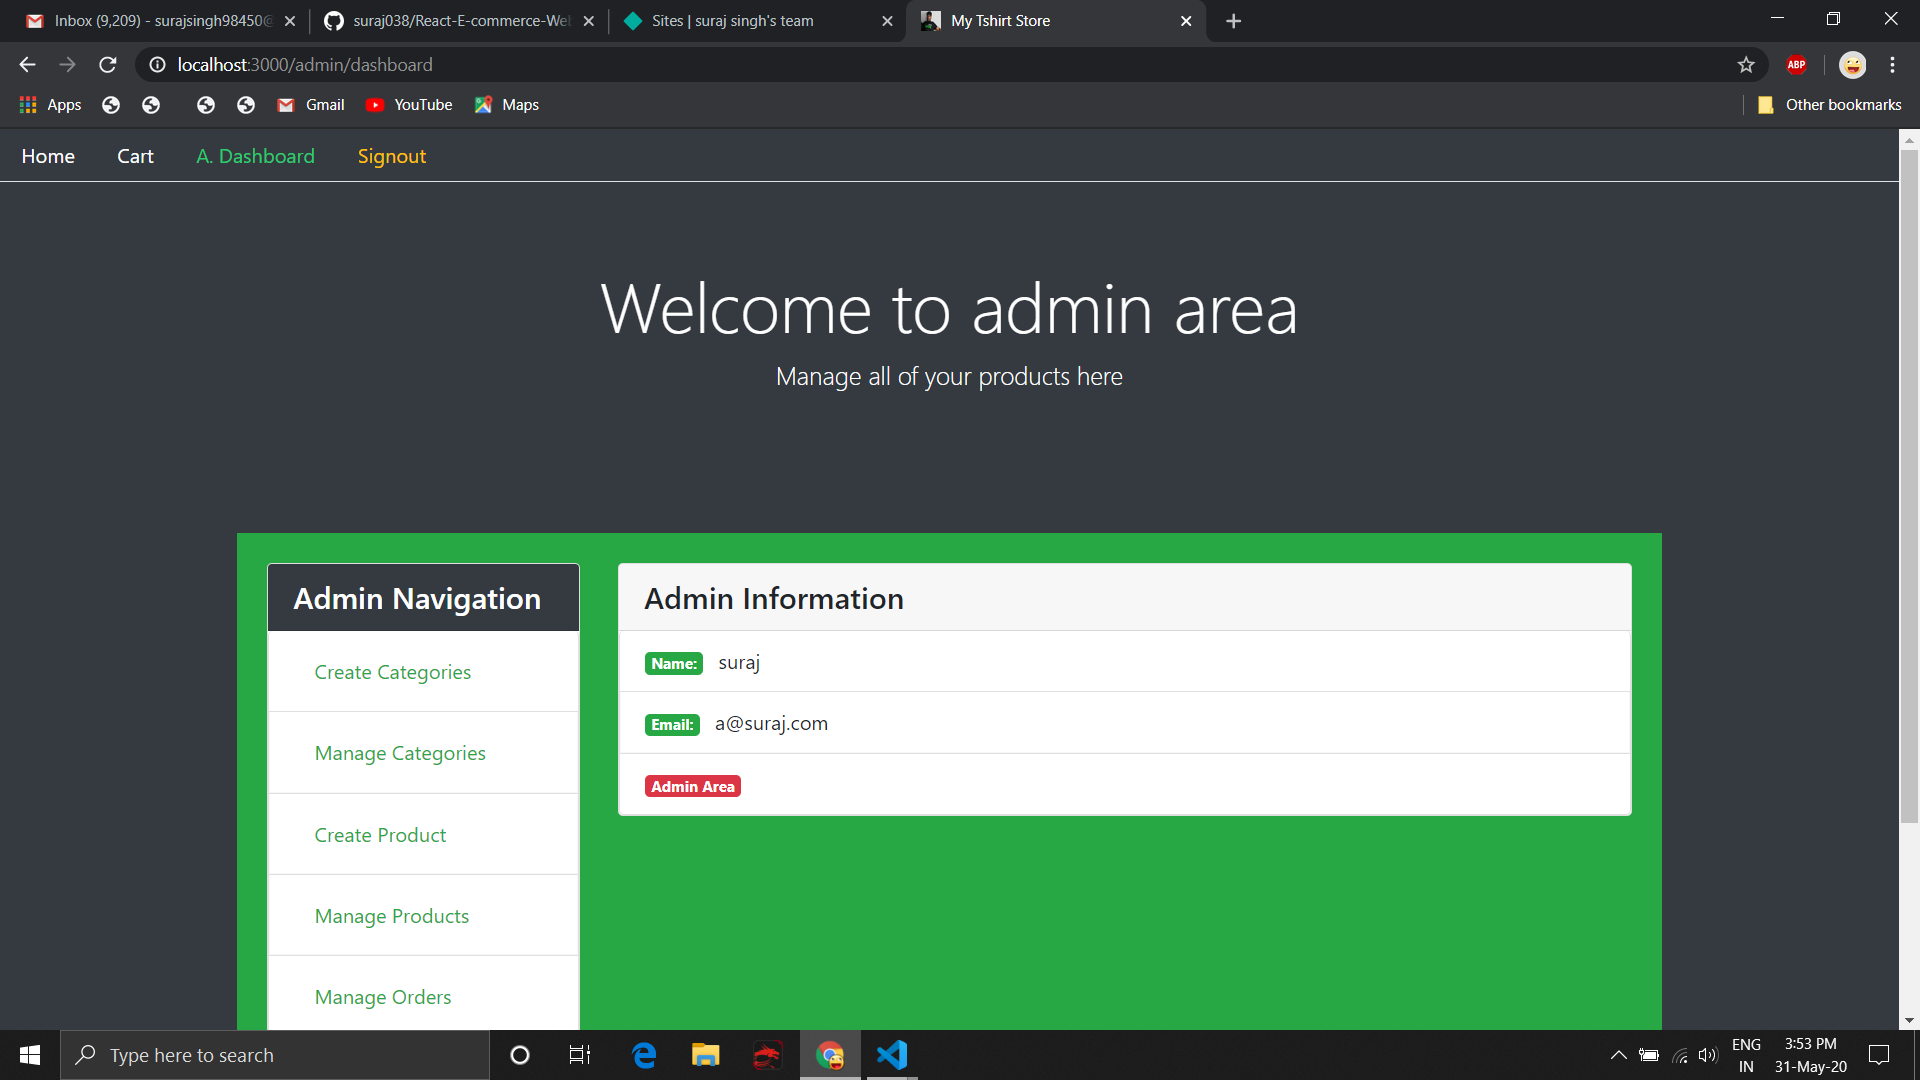 Inbox (9,209) - surajsingh98450@
suraj038/React-E-commerce-Web
Sites | suraj singh's team
My Tshirt Store
localhost:3000/admin/dashboard
ABP
Apps
Gmail
YouTube
Maps
Other bookmarks
Home
Cart
A. Dashboard
Signout
Welcome to admin area
Manage all of your products here
Admin Navigation
Create Categories
Manage Categories
Create Product
Manage Products
Manage Orders
Admin Information
Name: suraj
Email: a@suraj.com
Admin Area
Type here to search
ENG
IN
3:53 PM
31-May-20